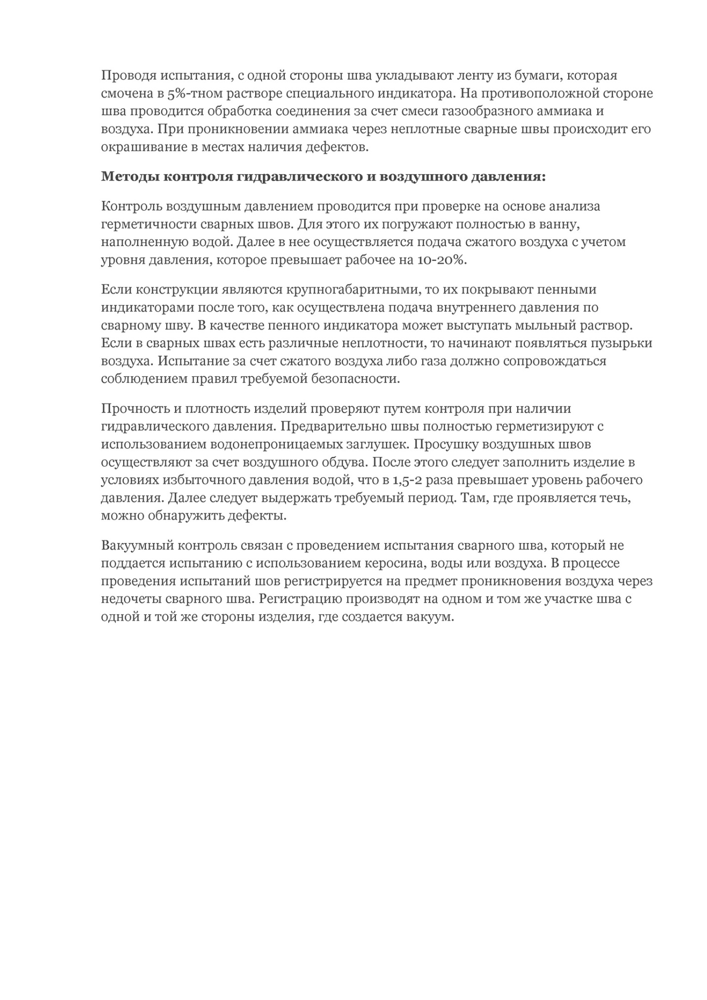 Проводя испытания, с одной стороны шва укладывают ленту из бумаги, которая
смочена в 5%-тном растворе специального индикатора. На противоположной стороне
шва проводится обработка соединения за счет смеси газообразного аммиака и
воздуха. При проникновении аммиака через неплотные сварные швы происходит его
окрашивание в местах наличия дефектов.
Методы контроля гидравлического и воздушного давления:
Контроль воздушным давлением проводится при проверке на основе анализа
герметичности сварных швов. Для этого их погружают полностью в ванну,
наполненную водой. Далее в нее осуществляется подача сжатого воздуха с учетом
уровня давления, которое превышает рабочее на 10-20%.
Если конструкции являются крупногабаритными, то их покрывают пенными
индикаторами после того, как осуществлена подача внутреннего давления по
сварному шву. В качестве пенного индикатора может выступать мыльный раствор.
Если в сварных швах есть различные неплотности, то начинают появляться пузырьки
воздуха. Испытание за счет сжатого воздуха либо газа должно сопровождаться
соблюдением правил требуемой безопасности.
Прочность и плотность изделий проверяют путем контроля при наличии
гидравлического давления. Предварительно швы полностью герметизируют с
использованием водонепроницаемых заглушек. Просушку воздушных швов
осуществляют за счет воздушного обдува. После этого следует заполнить изделие в
условиях избыточного давления водой, что в 1,5-2 раза превышает уровень рабочего
давления. Далее следует выдержать требуемый период. Там, где проявляется течь,
можно обнаружить дефекты.
Вакуумный контроль связан с проведением испытания сварного шва, который не
поддается испытанию с использованием керосина, воды или воздуха. В процессе
проведения испытаний шов регистрируется на предмет проникновения воздуха через
недочеты сварного шва. Регистрацию производят на одном и том же участке шва с
одной и той же стороны изделия, где создается вакуум.